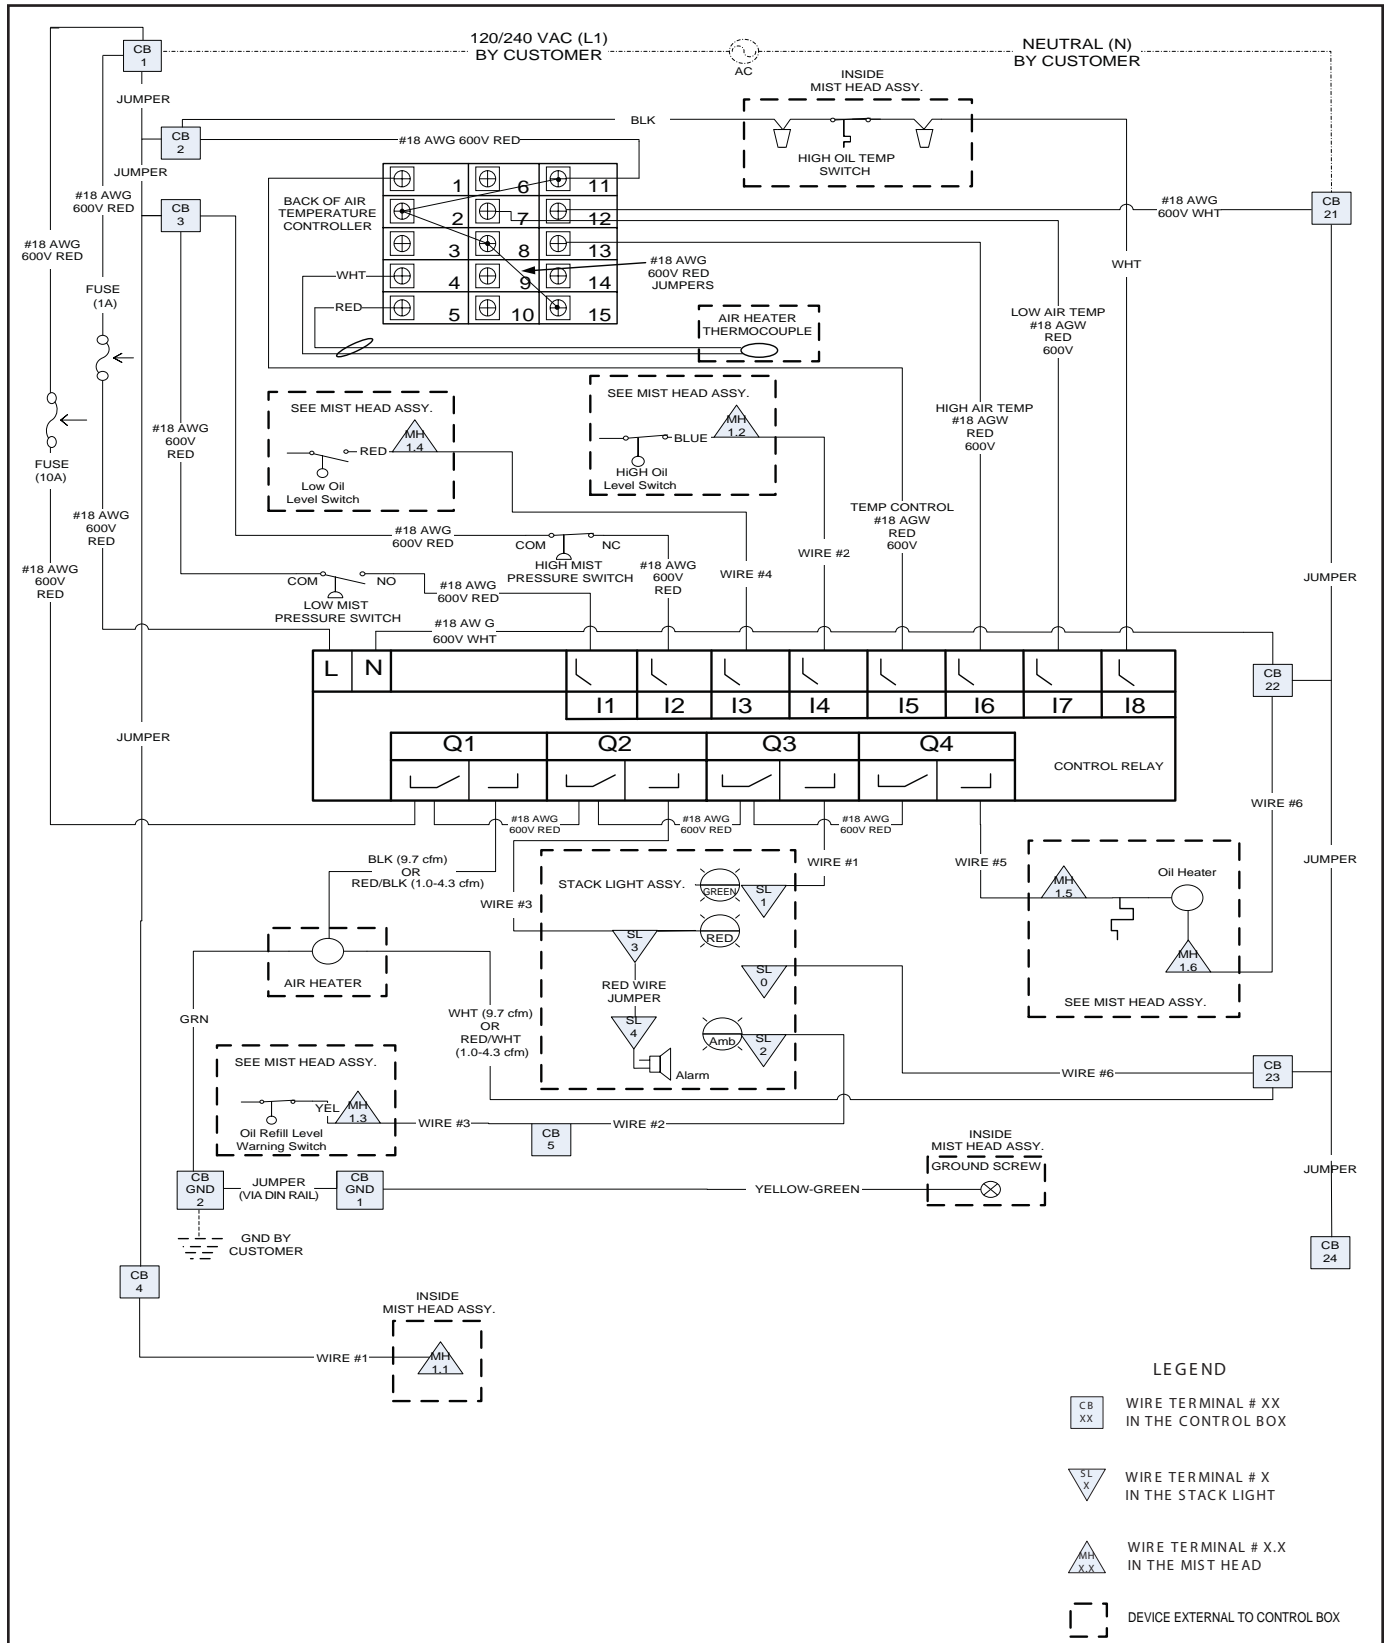 CB
1
120/240 VAC (L1)
BY CUSTOMER
AC
NEUTRAL (N)
BY CUSTOMER
JUMPER
CB
2
BLK
#18 AWG 600V RED
INSIDE
MIST HEAD ASSY.
HIGH OIL TEMP
SWITCH
JUMPER
#18 AWG
600V RED
CB
3
BACK OF AIR
TEMPERATURE
CONTROLLER
1
6
11
2
7
12
3
8
13
4
9
14
5
10
15
#18 AWG
600V WHT
CB
21
#18 AWG
600V RED
FUSE
(1A)
WHT
RED
#18 AWG
600V RED
JUMPERS
WHT
AIR HEATER
THERMOCOUPLE
LOW AIR TEMP
#18 AGW
RED
600V
SEE MIST HEAD ASSY.
MH
1.4
RED
Low Oil
Level Switch
SEE MIST HEAD ASSY.
MH
1.2
BLUE
HiGH Oil
Level Switch
HIGH AIR TEMP
#18 AGW
RED
600V
#18 AWG
600V
RED
FUSE
(10A)
#18 AWG
600V
RED
TEMP CONTROL
#18 AGW
RED
600V
#18 AWG
600V RED
COM
NC
HIGH MIST
PRESSURE SWITCH
#18 AWG
600V
RED
WIRE #4
WIRE #2
#18 AWG
600V
RED
COM
NO
LOW MIST
PRESSURE SWITCH
#18 AWG
600V RED
JUMPER
#18 AW G
600V WHT
L
N
I1
I2
I3
I4
I5
I6
I7
I8
CB
22
JUMPER
Q1
Q2
Q3
Q4
CONTROL RELAY
#18 AWG
600V RED
#18 AWG
600V RED
#18 AWG
600V RED
WIRE #6
BLK (9.7 cfm)
OR
RED/BLK (1.0-4.3 cfm)
WIRE #3
STACK LIGHT ASSY.
GREEN
SL
1
WIRE #1
WIRE #5
MH
1.5
Oil Heater
MH
1.6
SEE MIST HEAD ASSY.
JUMPER
AIR HEATER
SL
3
RED
RED WIRE
JUMPER
SL
0
SL
4
Amb
SL
2
Alarm
GRN
WHT (9.7 cfm)
OR
RED/WHT
(1.0-4.3 cfm)
WIRE #6
CB
23
SEE MIST HEAD ASSY.
YEL
MH
1.3
Oil Refill Level
Warning Switch
WIRE #3
CB
5
WIRE #2
INSIDE
MIST HEAD ASSY.
GROUND SCREW
JUMPER
CB
GND
2
JUMPER
(VIA DIN RAIL)
CB
GND
1
YELLOW-GREEN
GND BY
CUSTOMER
CB
24
CB
4
INSIDE
MIST HEAD ASSY.
WIRE #1
MH
1.1
LEGEND
CB
XX
WIRE TERMINAL # XX
IN THE CONTROL BOX
SL
X
WIRE TERMINAL # X
IN THE STACK LIGHT
MH
X.X
WIRE TERMINAL # X.X
IN THE MIST HEAD
DEVICE EXTERNAL TO CONTROL BOX